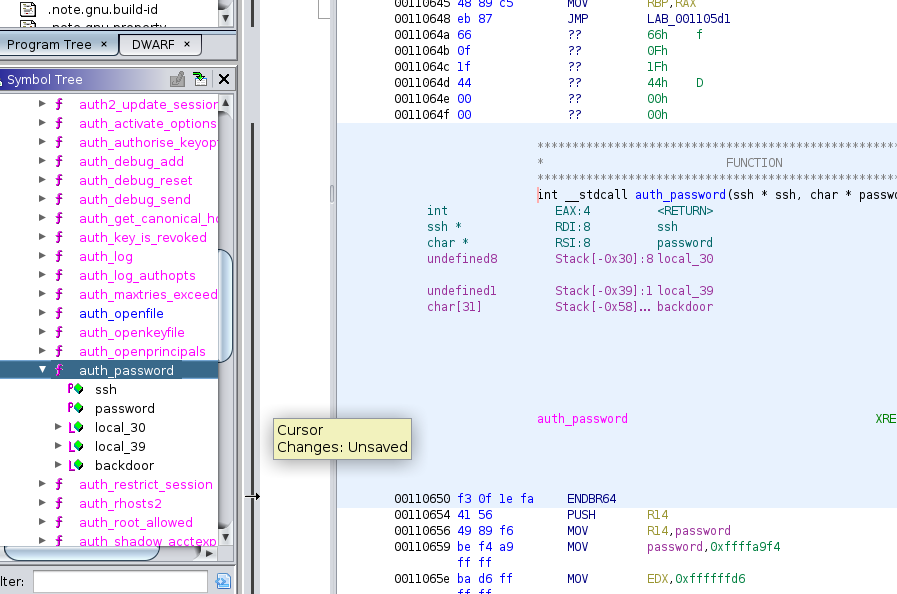 .note.gnu.build-id
Program Tree ×
DWARF ×
Symbol Tree
auth2_update_session
auth_activate_options
auth_authorise_keyop
auth_debug_add
auth_debug_reset
auth_debug_send
auth_get_canonical_ho
auth_key_is_revoked
auth_log
auth_log_authopts
auth_maxtries_exceed
auth_openfile
auth_openkeyfile
auth_openprincipals
auth_password
ssh
password
local_30
local_39
backdoor
auth_restrict_session
auth_rhosts2
auth_root_allowed
auth_shadow_acctexp
lter:
Cursor
Changes: Unsaved
00110645 48 89 c5 MOV RBP,RAX
00110648 eb 87 JMP LAB_001105d1
0011064a 66 ?? 66h f
0011064b 0f ?? 0Fh
0011064c 1f ?? 1Fh
0011064d 44 ?? 44h D
0011064e 00 ?? 00h
0011064f 00 ?? 00h
* FUNCTION
int __stdcall auth_password(ssh * ssh, char * passwo
int EAX:4 <RETURN>
ssh * RDI:8 ssh
char * RSI:8 password
undefined8 Stack[-0x30]:8 local_30
undefined1 Stack[-0x39]:1 local_39
char[31] Stack[-0x58]... backdoor
auth_password XRE
00110650 f3 0f 1e fa ENDBR64
00110654 41 56 PUSH R14
00110656 49 89 f6 MOV R14,password
00110659 be f4 a9 MOV password,0xffffa9f4
ff ff
0011065e ba d6 ff MOV EDX,0xffffffd6